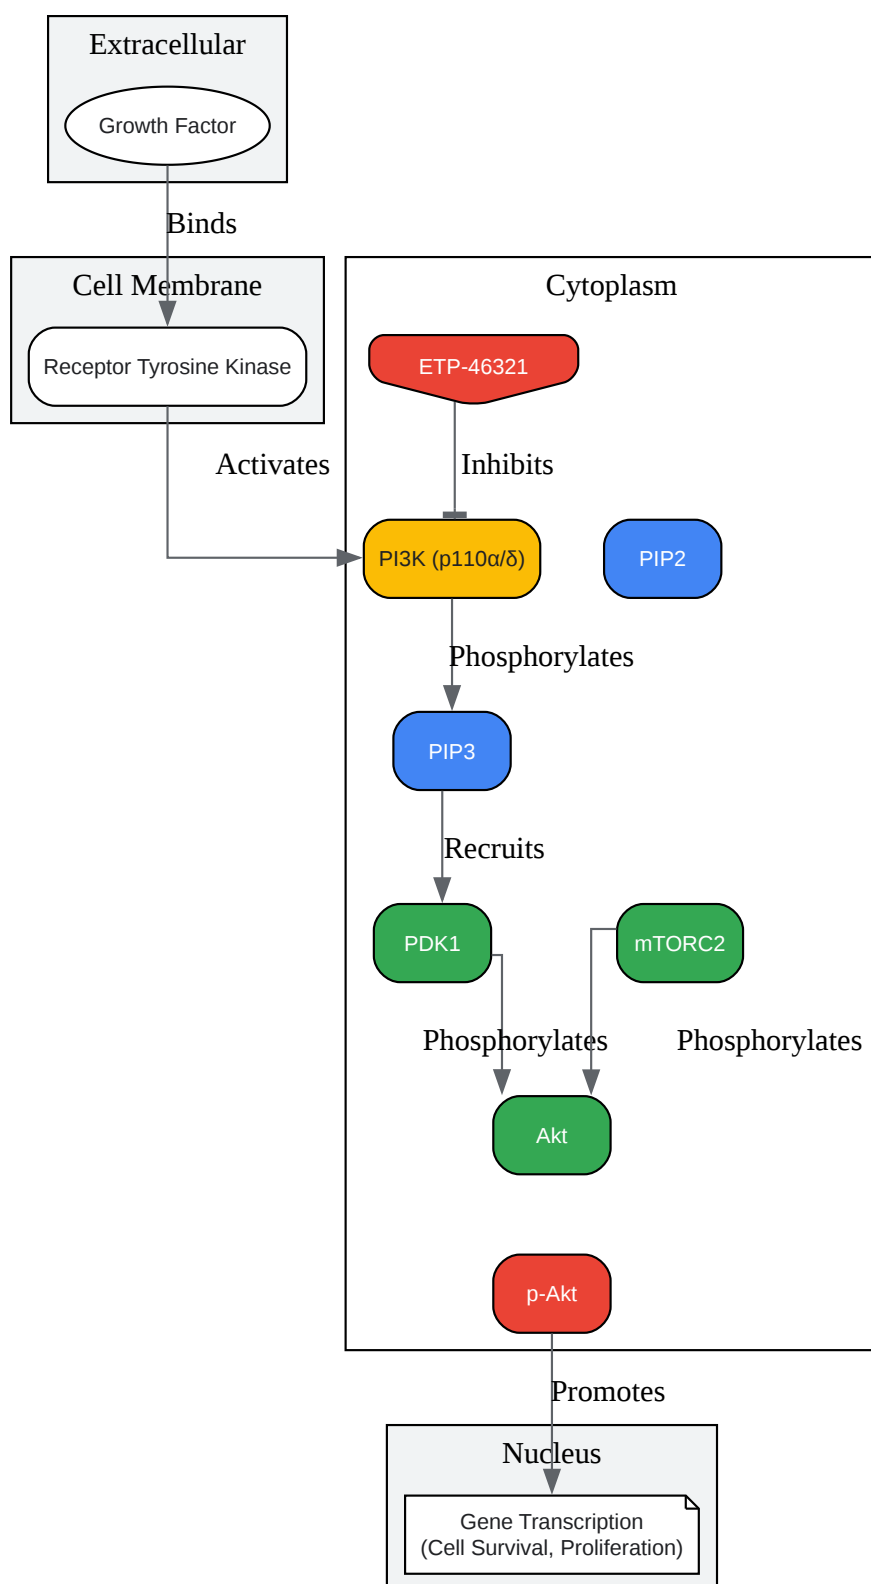 Extracellular
Growth Factor
Binds
Cell Membrane
Receptor Tyrosine Kinase
Activates
Cytoplasm
ETP-46321
Inhibits
PI3K (p110α/δ)
PIP2
Phosphorylates
PIP3
Recruits
PDK1
mTORC2
Phosphorylates
Phosphorylates
Akt
p-Akt
Promotes
Nucleus
Gene Transcription
(Cell Survival, Proliferation)